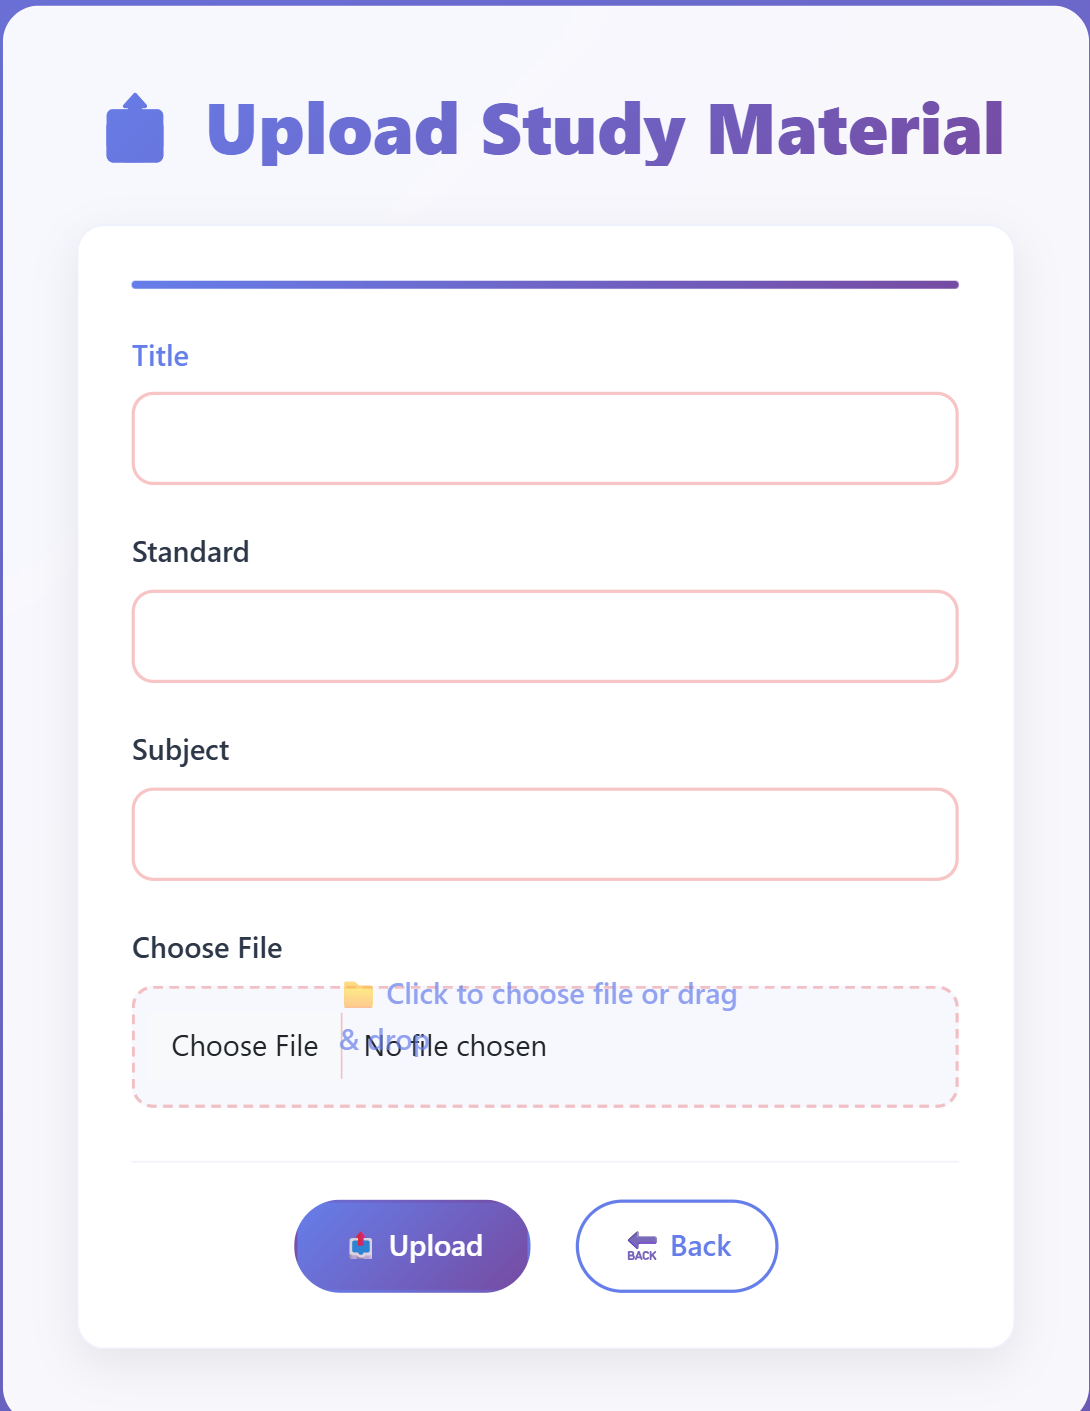 Upload Study Material
Title
Standard
Subject
Choose File
Click to choose file or drag
& drop
Choose File No file chosen
Upload
BACK Back